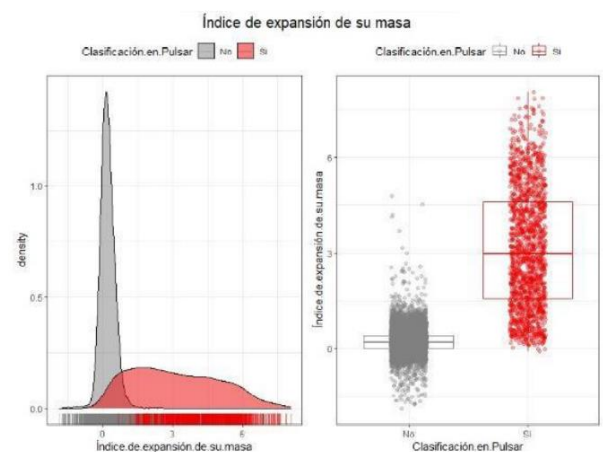 Índice de expansión de su masa
Clasificación.en.Pulsar No Si
Clasificación.en.Pulsar No Si
density
1.0
0.5
0.0
0 3 6
Índice.de.expansión.de.su.masa
Índice.de.expansión.de.su.masa
6
3
0
No Si
Clasificación.en.Pulsar